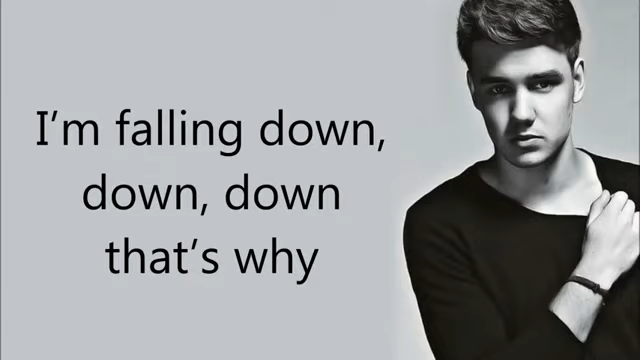 I’m falling down,
down, down
that’s why